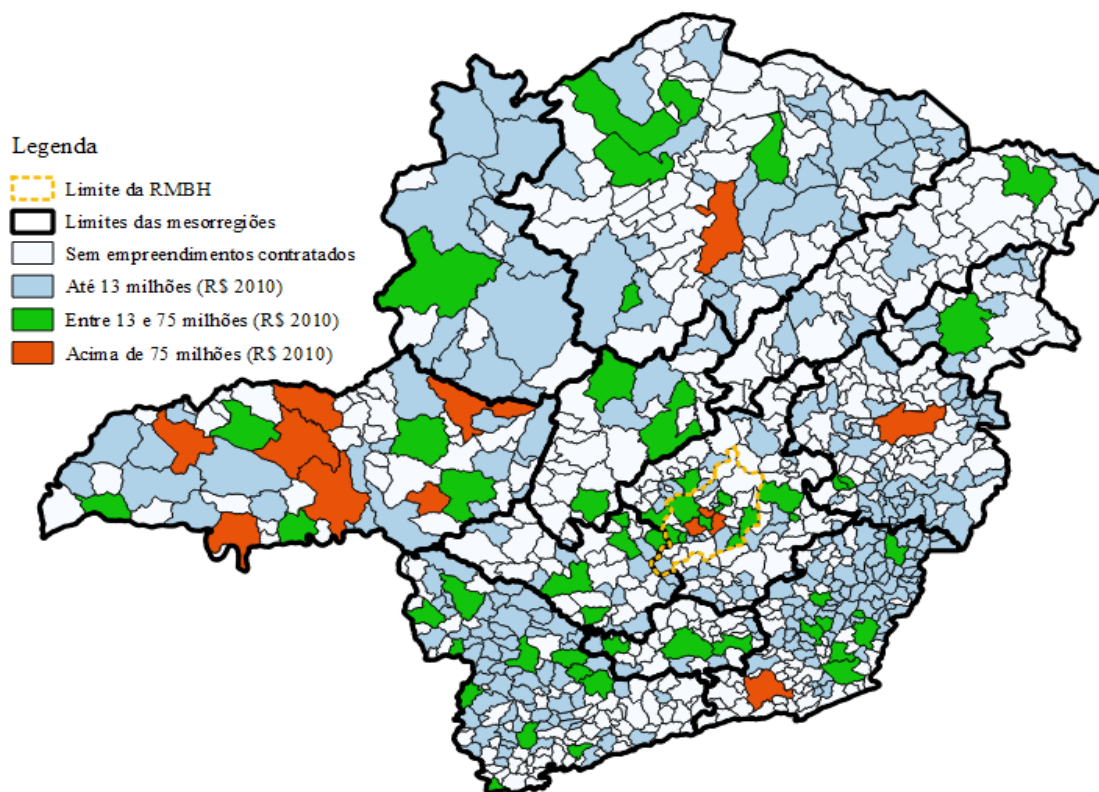 Legenda
Limite da RMBH
Limites das mesorregiões
Sem empreendimentos contratados
Até 13 milhões (R$ 2010)
Entre 13 e 75 milhões (R$ 2010)
Acima de 75 milhões (R$ 2010)